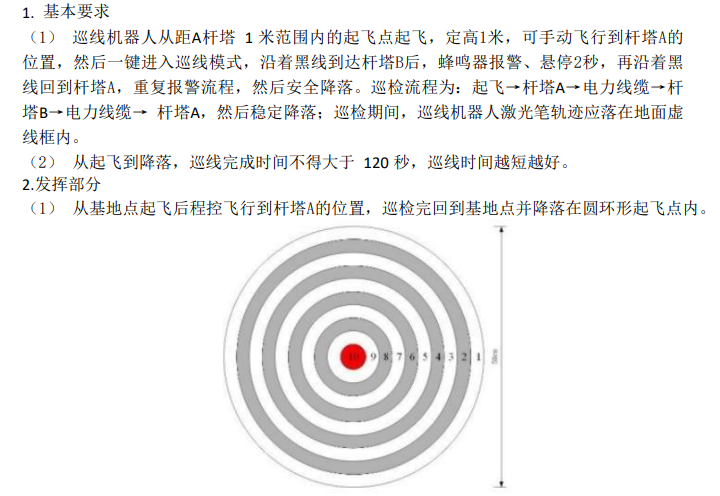 1. 基本要求
（1） 巡线机器人从距A杆塔 1 米范围内的起飞点起飞，定高1米，可手动飞行到杆塔A的
位置，然后一键进入巡线模式，沿着黑线到达杆塔B后，蜂鸣器报警、悬停2秒，再沿着黑
线回到杆塔A，重复报警流程，然后安全降落。巡检流程为：起飞→杆塔A→电力线缆→杆
塔B→电力线缆→ 杆塔A，然后稳定降落；巡检期间，巡线机器人激光笔轨迹应落在地面虚
线框内。
（2） 从起飞到降落，巡线完成时间不得大于 120 秒，巡线时间越短越好。
2.发挥部分
（1） 从基地点起飞后程控飞行到杆塔A的位置，巡检完回到基地点并降落在圆环形起飞点内。
10 9 8 7 6 5 4 3 2 1